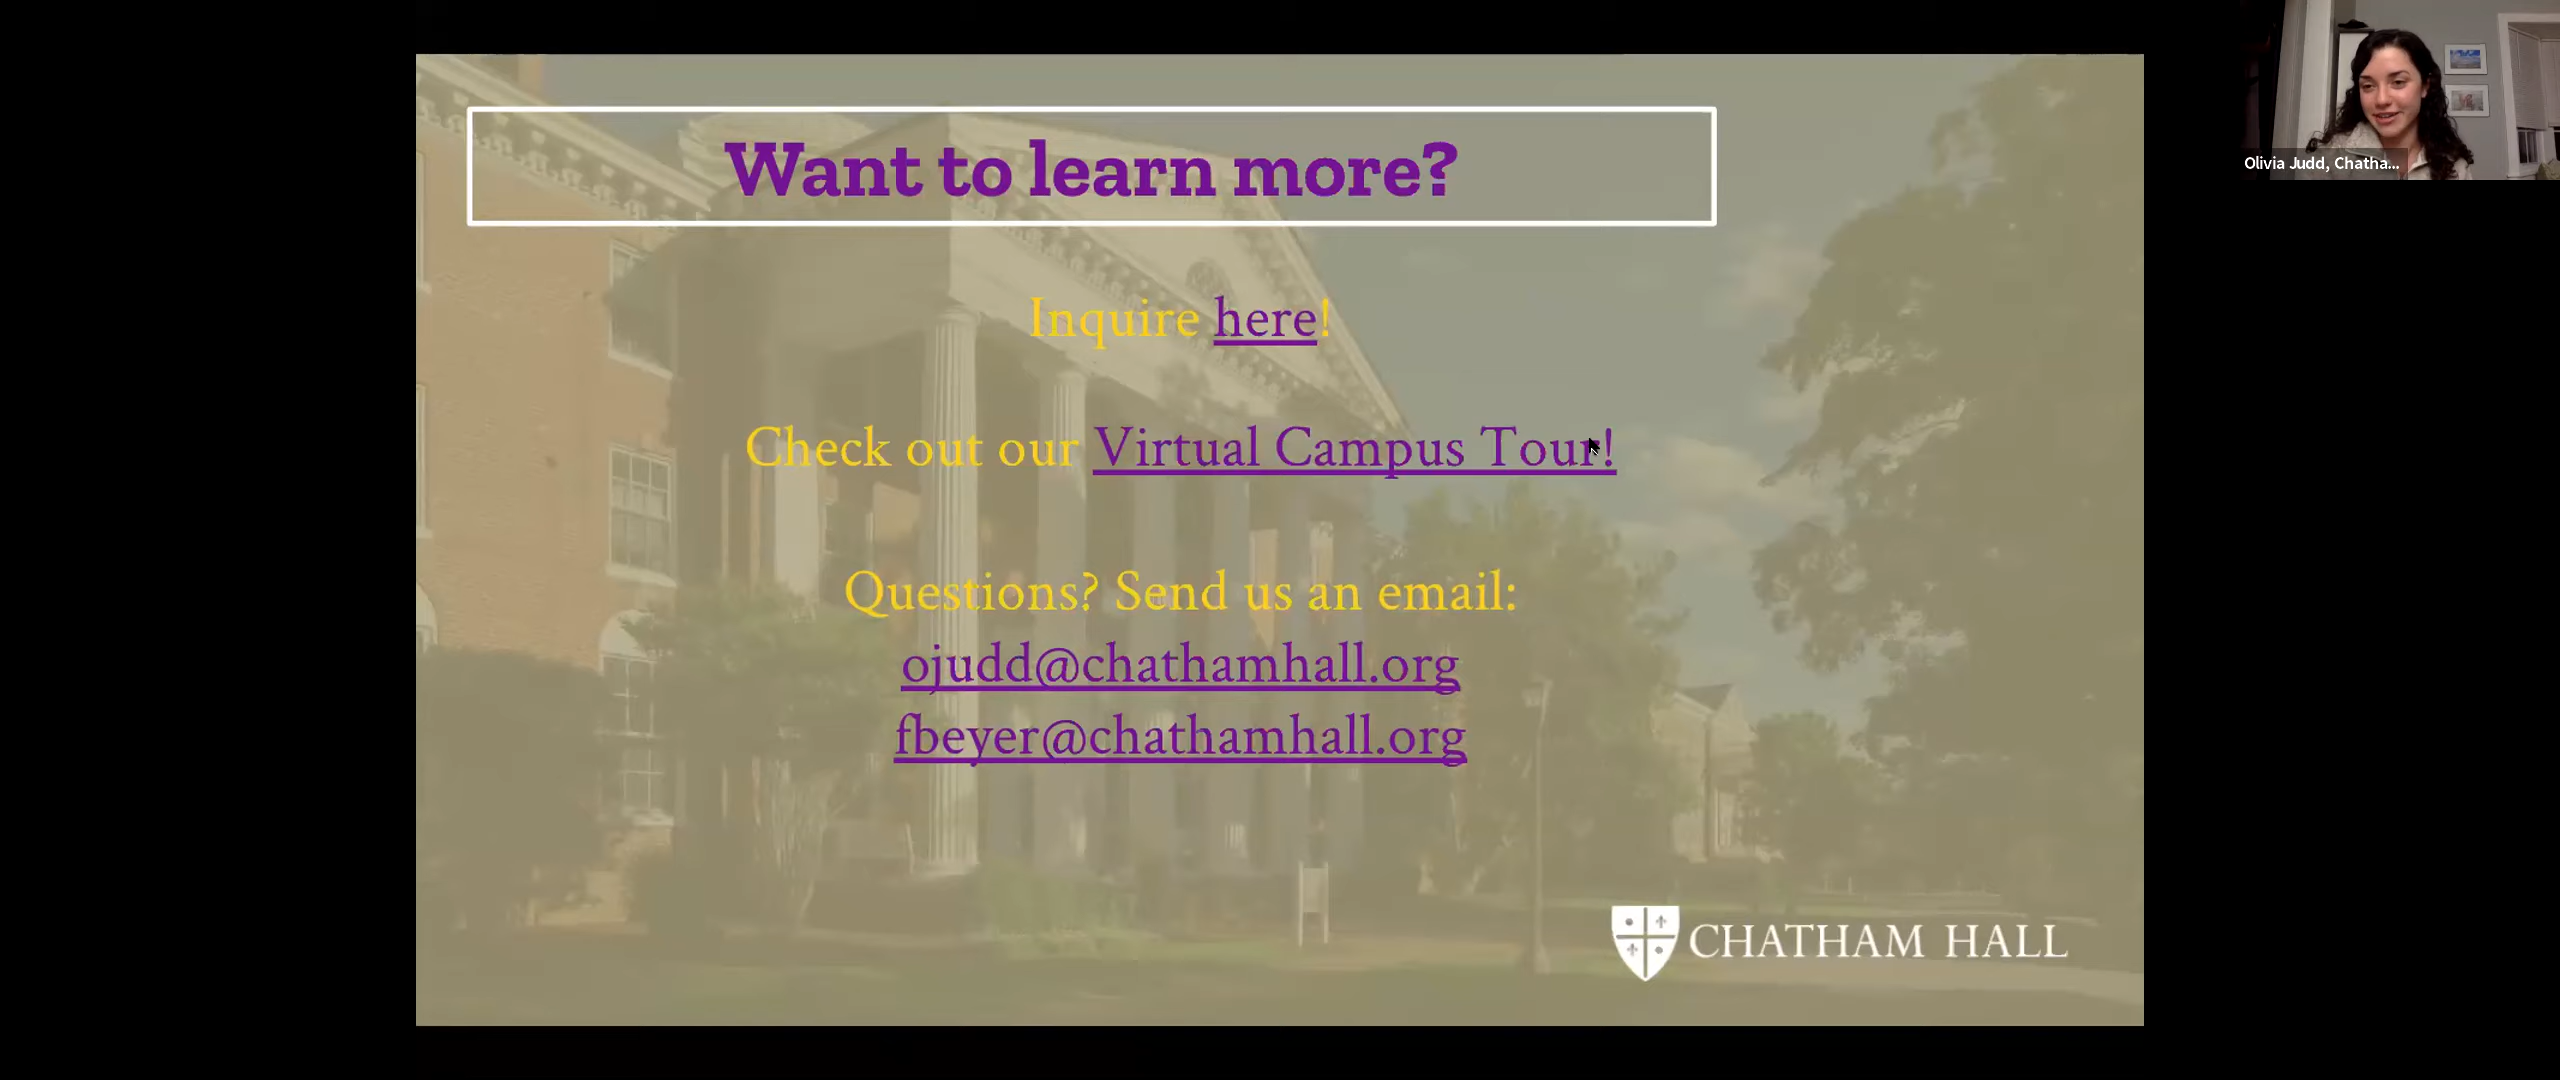 Want to learn more?
Olivia Judd, Chatha...
Inquire here!
Check out our Virtual Campus Tour!
Questions? Send us an email:
ojudd@chathamhall.org
fbeyer@chathamhall.org
CHATHAM HALL